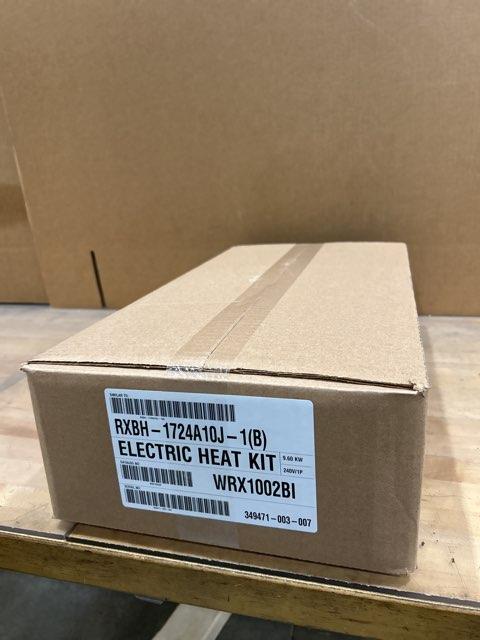 RXBH-1724A10J-1(B)
ELECTRIC HEAT KIT
9.60 KW
240V/1P
WRX1002BI
349471-003-007